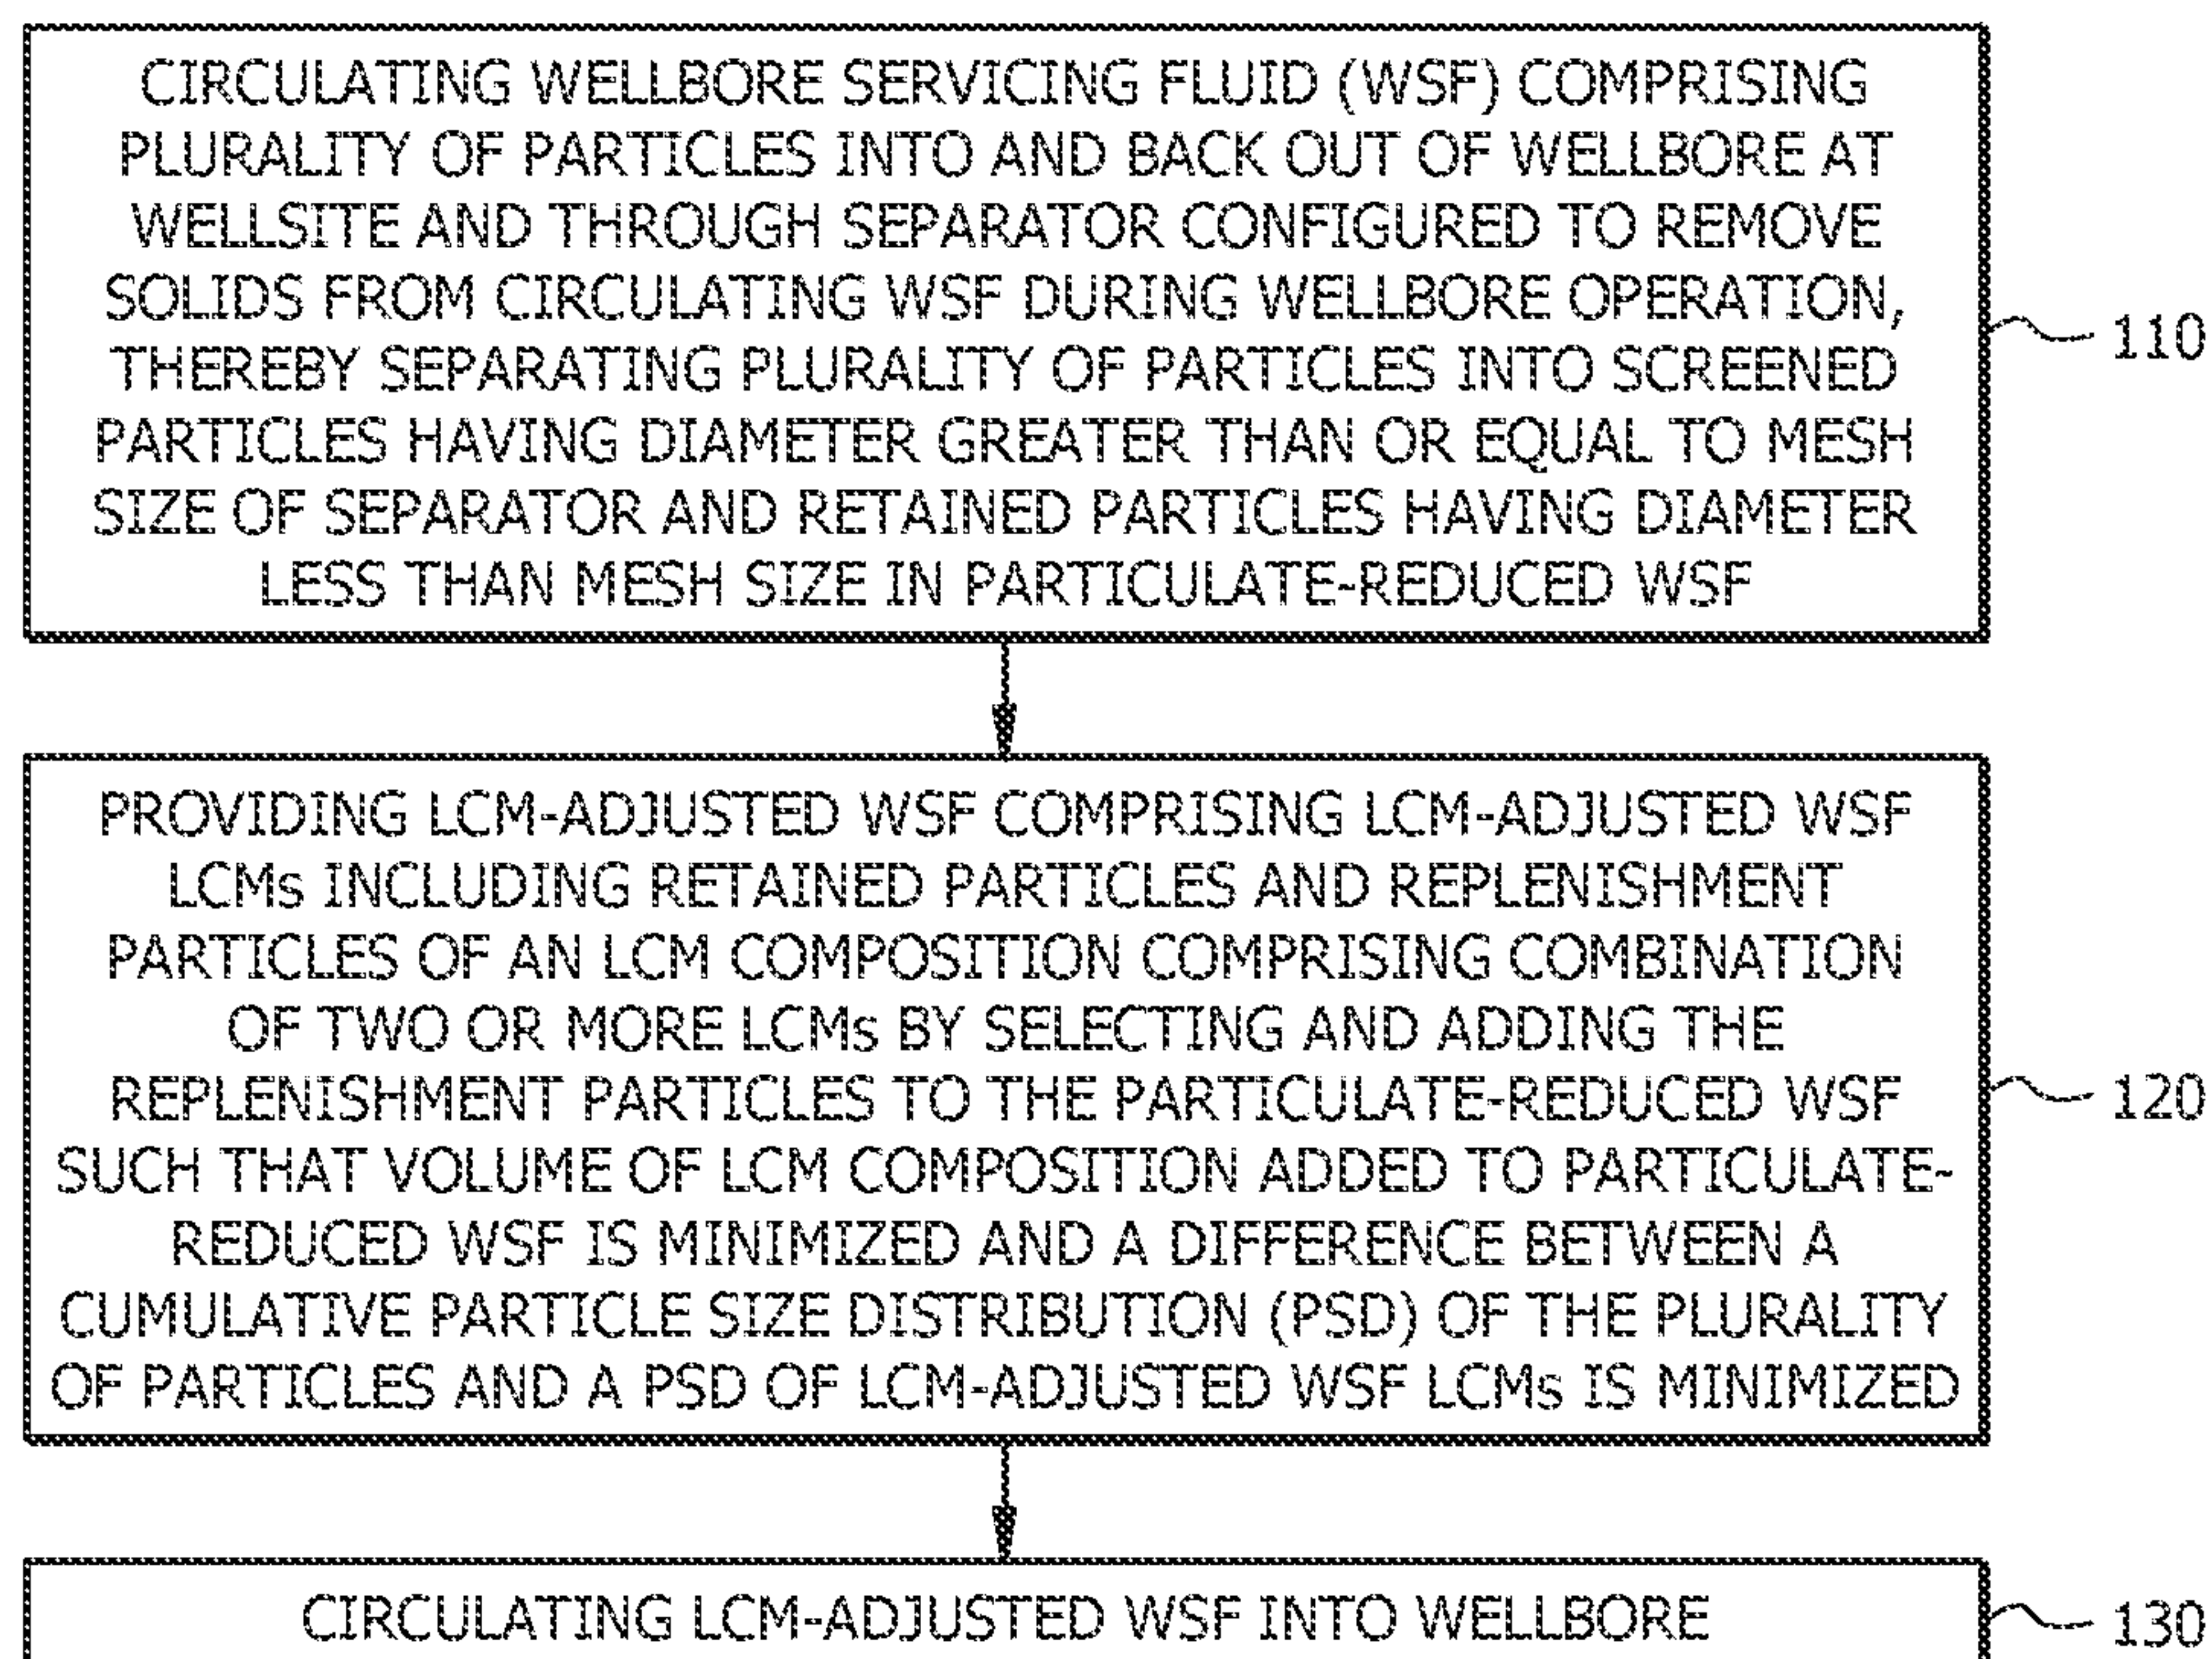 CIRCULATING WELLBORE SERVICING FLUID (WSF) COMPRISING
PLURALITY OF PARTICLES INTO AND BACK OUT OF WELLBORE AT
WELLSITE AND THROUGH SEPARATOR CONFIGURED TO REMOVE
SOLIDS FROM CIRCULATING WSF DURING WELLBORE OPERATION,
THEREBY SEPARATING PLURALITY OF PARTICLES INTO SCREENED
PARTICLES HAVING DIAMETER GREATER THAN OR EQUAL TO MESH
SIZE OF SEPARATOR AND RETAINED PARTICLES HAVING DIAMETER
LESS THAN MESH SIZE IN PARTICULATE-REDUCED WSF
110
PROVIDING LCM-ADJUSTED WSF COMPRISING LCM-ADJUSTED WSF
LCMs INCLUDING RETAINED PARTICLES AND REPLENISHMENT
PARTICLES OF AN LCM COMPOSITION COMPRISING COMBINATION
OF TWO OR MORE LCMs BY SELECTING AND ADDING THE
REPLENISHMENT PARTICLES TO THE PARTICULATE-REDUCED WSF
SUCH THAT VOLUME OF LCM COMPOSITION ADDED TO PARTICULATE-
REDUCED WSF IS MINIMIZED AND A DIFFERENCE BETWEEN A
CUMULATIVE PARTICLE SIZE DISTRIBUTION (PSD) OF THE PLURALITY
OF PARTICLES AND A PSD OF LCM-ADJUSTED WSF LCMs IS MINIMIZED
120
CIRCULATING LCM-ADJUSTED WSF INTO WELLBORE
130